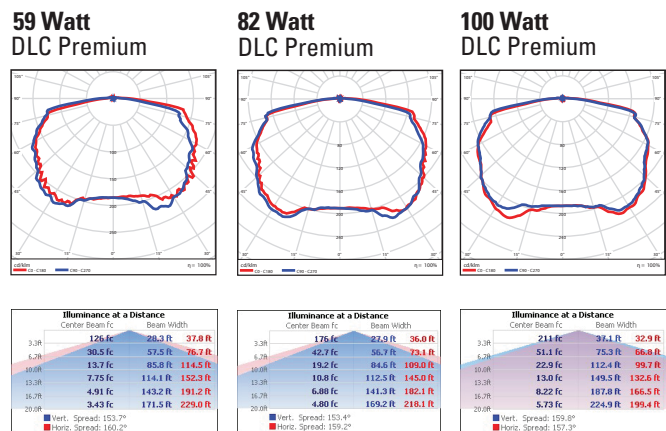 59 Watt
DLC Premium
82 Watt
DLC Premium
100 Watt
DLC Premium
cd/klm
C0 - C180 C90 - C270
η = 100%
cd/klm
C0 - C180 C90 - C270
η = 100%
cd/klm
C0 - C180 C90 - C270
η = 100%
Illuminance at a Distance
Center Beam fc Beam Width
3.3ft 126 fc 28.3 ft 37.8 ft
6.7ft 30.5 fc 57.5 ft 76.7 ft
10.0ft 13.7 fc 85.8 ft 114.5 ft
13.3ft 7.75 fc 114.1 ft 152.3 ft
16.7ft 4.91 fc 143.2 ft 191.2 ft
20.0ft 3.43 fc 171.5 ft 229.0 ft
Vert. Spread: 153.7°
Horiz. Spread: 160.2°
Illuminance at a Distance
Center Beam fc Beam Width
3.3ft 176 fc 27.9 ft 36.0 ft
6.7ft 42.7 fc 56.7 ft 73.1 ft
10.0ft 19.2 fc 84.6 ft 109.0 ft
13.3ft 10.8 fc 112.5 ft 145.0 ft
16.7ft 6.88 fc 141.3 ft 182.1 ft
20.0ft 4.80 fc 169.2 ft 218.1 ft
Vert. Spread: 153.4°
Horiz. Spread: 159.2°
Illuminance at a Distance
Center Beam fc Beam Width
3.3ft 211 fc 37.1 ft 32.9 ft
6.7ft 51.1 fc 75.3 ft 66.8 ft
10.0ft 22.9 fc 112.4 ft 99.7 ft
13.3ft 13.0 fc 149.5 ft 132.6 ft
16.7ft 8.22 fc 187.8 ft 166.5 ft
20.0ft 5.73 fc 224.9 ft 199.4 ft
Vert. Spread: 159.8°
Horiz. Spread: 157.3°